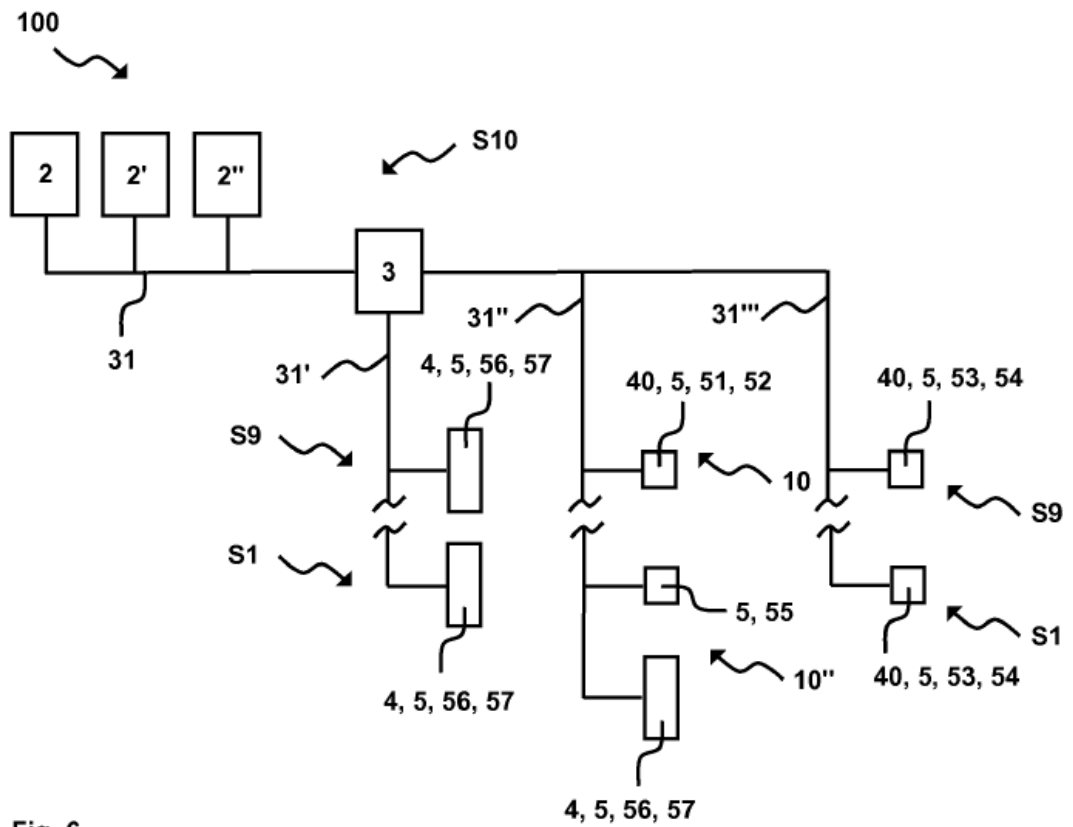 100
S10
2
2'
2"
3
31
31'
31"
31'''
4, 5, 56, 57
40, 5, 51, 52
40, 5, 53, 54
S9
10
S9
S1
5, 55
S1
10"
40, 5, 53, 54
4, 5, 56, 57
4, 5, 56, 57
Fig. 6